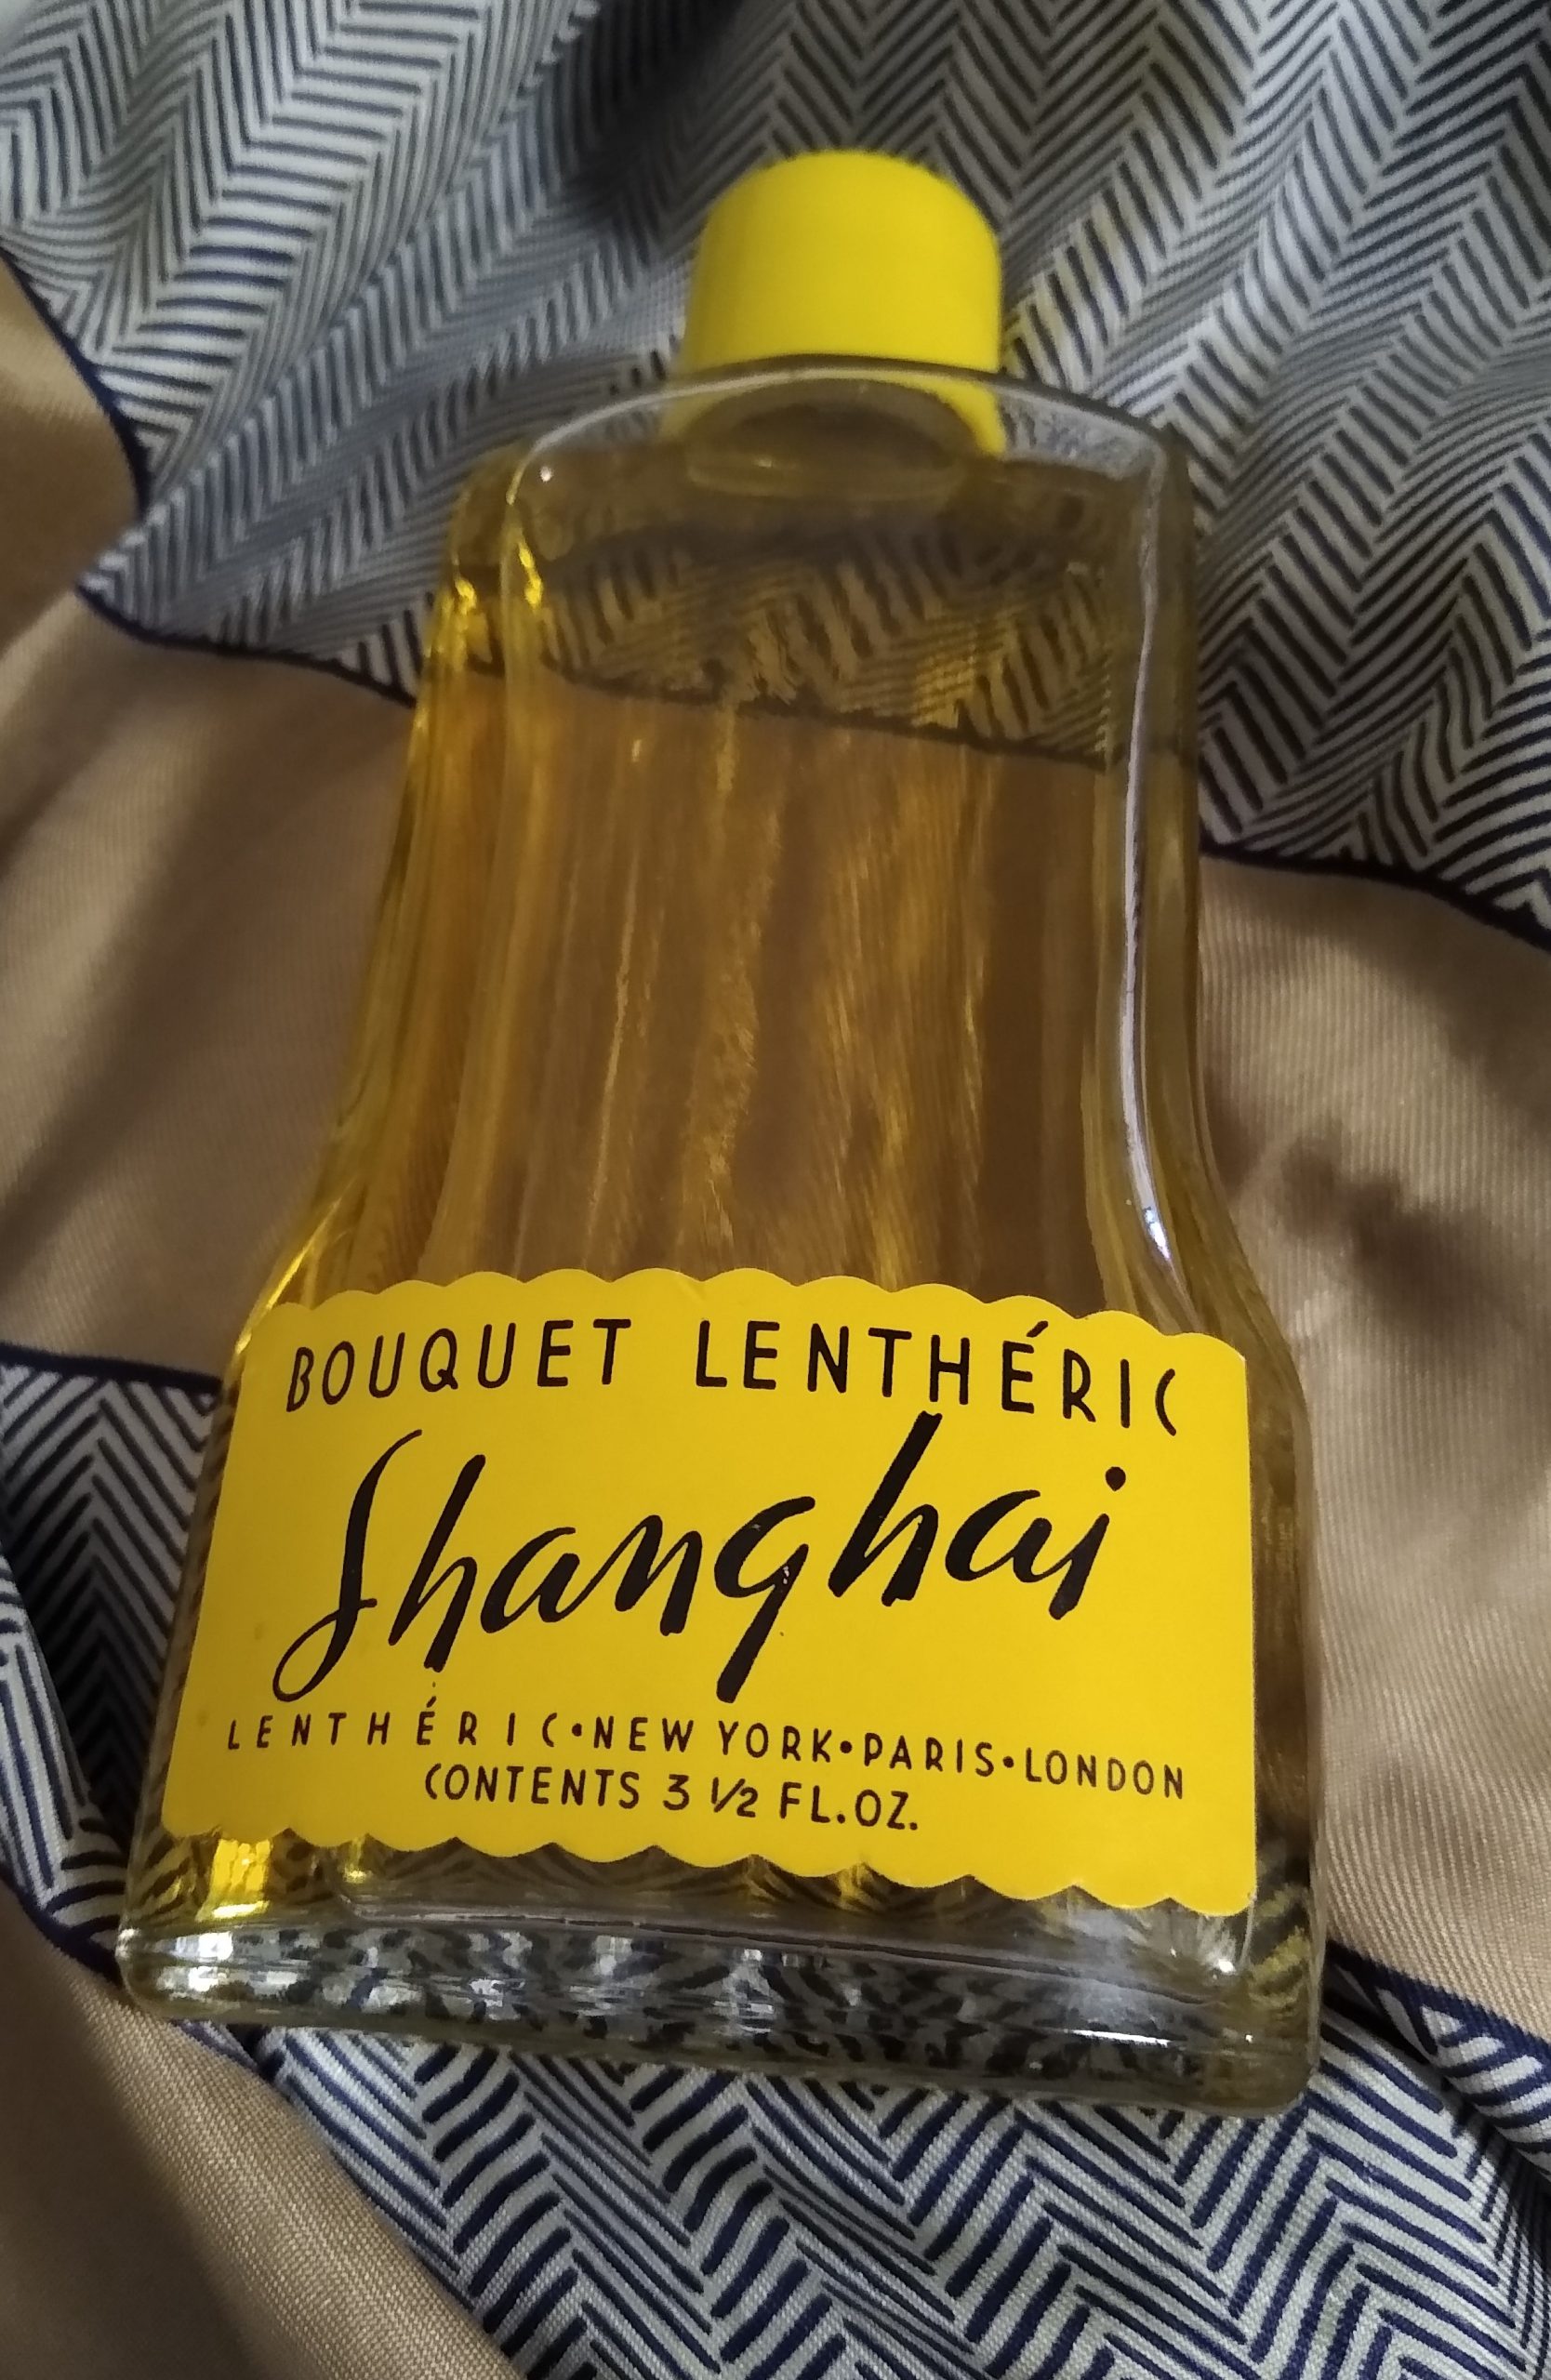 BOUQUET LENTHÉRIC
Shanghai
LENTHÉRIC•NEW YORK•PARIS•LONDON
CONTENTS 3 1/2 FL.OZ.